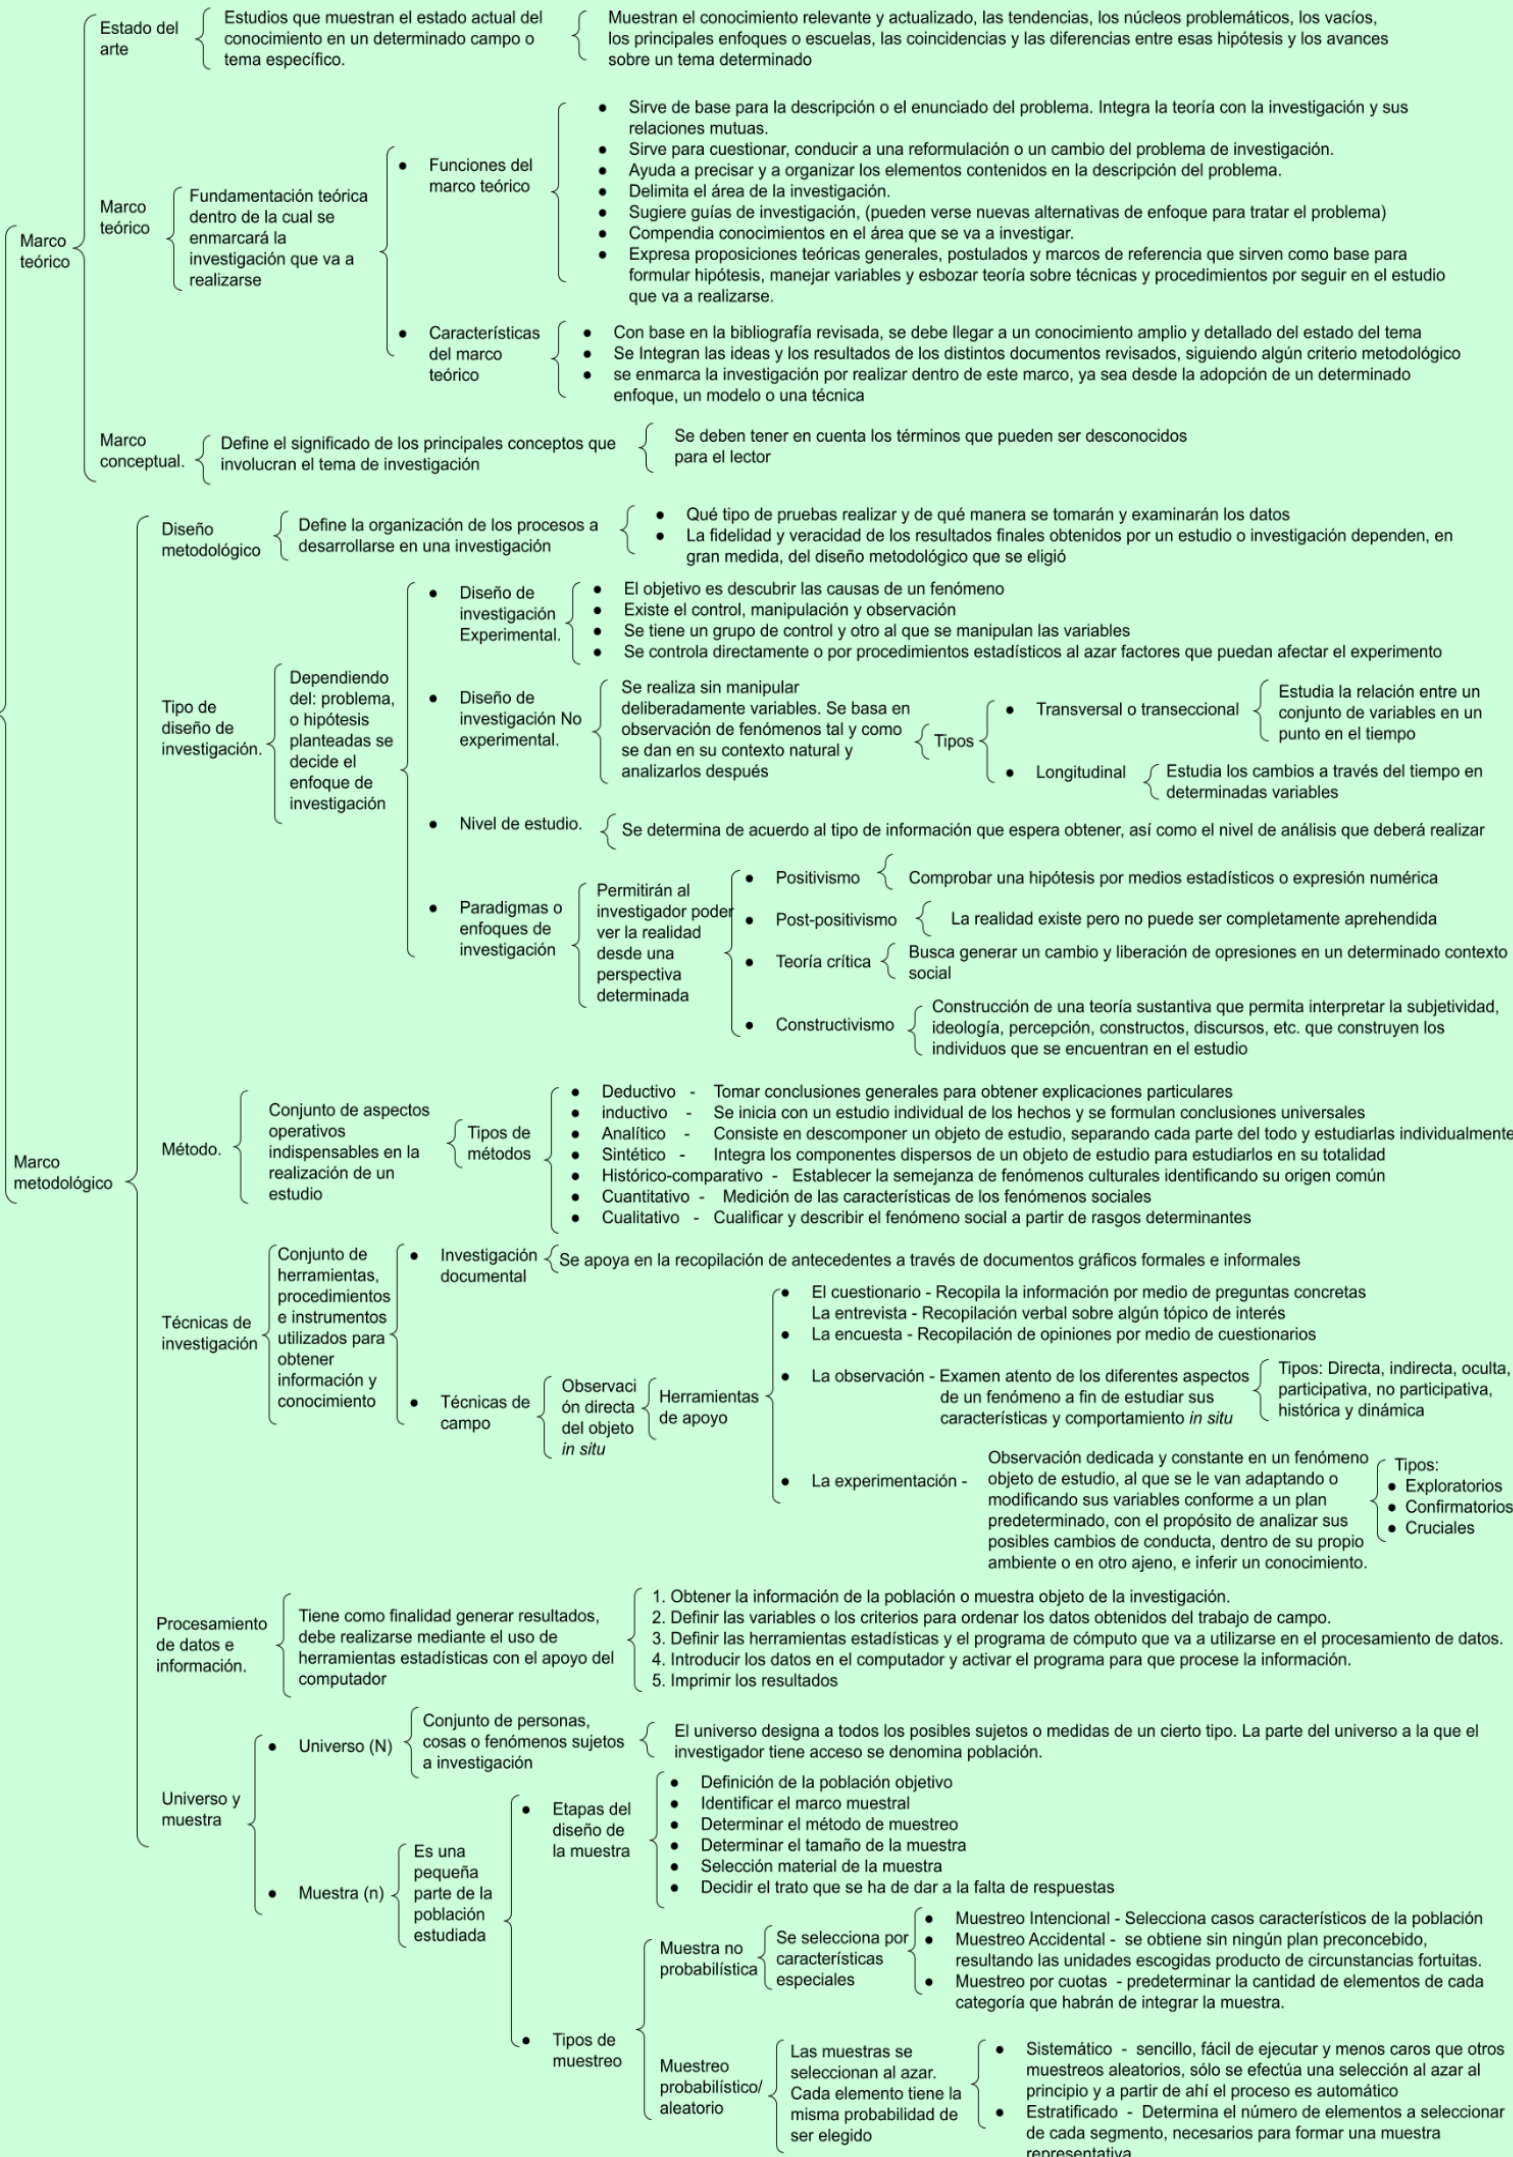 Marco
teórico
Estado del
arte
Estudios que muestran el estado actual del
conocimiento en un determinado campo o
tema específico.
Muestran el conocimiento relevante y actualizado, las tendencias, los núcleos problemáticos, los vacíos,
los principales enfoques o escuelas, las coincidencias y las diferencias entre esas hipótesis y los avances
sobre un tema determinado
Marco
teórico
Fundamentación teórica
dentro de la cual se
enmarcará la
investigación que va a
realizarse
● Funciones del
marco teórico
● Sirve de base para la descripción o el enunciado del problema. Integra la teoría con la investigación y sus
relaciones mutuas.
● Sirve para cuestionar, conducir a una reformulación o un cambio del problema de investigación.
● Ayuda a precisar y a organizar los elementos contenidos en la descripción del problema.
● Delimita el área de la investigación.
● Sugiere guías de investigación, (pueden verse nuevas alternativas de enfoque para tratar el problema)
● Compendia conocimientos en el área que se va a investigar.
● Expresa proposiciones teóricas generales, postulados y marcos de referencia que sirven como base para
formular hipótesis, manejar variables y esbozar teoría sobre técnicas y procedimientos por seguir en el estudio
que va a realizarse.
● Características
del marco
teórico
● Con base en la bibliografía revisada, se debe llegar a un conocimiento amplio y detallado del estado del tema
● Se Integran las ideas y los resultados de los distintos documentos revisados, siguiendo algún criterio metodológico
● se enmarca la investigación por realizar dentro de este marco, ya sea desde la adopción de un determinado
enfoque, un modelo o una técnica
Marco
conceptual.
Define el significado de los principales conceptos que
involucran el tema de investigación
Se deben tener en cuenta los términos que pueden ser desconocidos
para el lector
Marco
metodológico
Diseño
metodológico
Define la organización de los procesos a
desarrollarse en una investigación
● Qué tipo de pruebas realizar y de qué manera se tomarán y examinarán los datos
● La fidelidad y veracidad de los resultados finales obtenidos por un estudio o investigación dependen, en
gran medida, del diseño metodológico que se eligió
Tipo de
diseño de
investigación.
Dependiendo
del: problema,
o hipótesis
planteadas se
decide el
enfoque de
investigación
● Diseño de
investigación
Experimental.
● El objetivo es descubrir las causas de un fenómeno
● Existe el control, manipulación y observación
● Se tiene un grupo de control y otro al que se manipulan las variables
● Se controla directamente o por procedimientos estadísticos al azar factores que puedan afectar el experimento
● Diseño de
investigación No
experimental.
Se realiza sin manipular
deliberadamente variables. Se basa en
observación de fenómenos tal y como
se dan en su contexto natural y
analizarlos después
Tipos
● Transversal o transeccional
Estudia la relación entre un
conjunto de variables en un
punto en el tiempo
● Longitudinal
Estudia los cambios a través del tiempo en
determinadas variables
● Nivel de estudio.
Se determina de acuerdo al tipo de información que espera obtener, así como el nivel de análisis que deberá realizar
● Paradigmas o
enfoques de
investigación
Permitirán al
investigador poder
ver la realidad
desde una
perspectiva
determinada
● Positivismo
Comprobar una hipótesis por medios estadísticos o expresión numérica
● Post-positivismo
La realidad existe pero no puede ser completamente aprehendida
● Teoría crítica
Busca generar un cambio y liberación de opresiones en un determinado contexto
social
● Constructivismo
Construcción de una teoría sustantiva que permita interpretar la subjetividad,
ideología, percepción, constructos, discursos, etc. que construyen los
individuos que se encuentran en el estudio
Método.
Conjunto de aspectos
operativos
indispensables en la
realización de un
estudio
Tipos de
métodos
● Deductivo - Tomar conclusiones generales para obtener explicaciones particulares
● inductivo - Se inicia con un estudio individual de los hechos y se formulan conclusiones universales
● Analítico - Consiste en descomponer un objeto de estudio, separando cada parte del todo y estudiarlas individualmente
● Sintético - Integra los componentes dispersos de un objeto de estudio para estudiarlos en su totalidad
● Histórico-comparativo - Establecer la semejanza de fenómenos culturales identificando su origen común
● Cuantitativo - Medición de las características de los fenómenos sociales
● Cualitativo - Cualificar y describir el fenómeno social a partir de rasgos determinantes
Técnicas de
investigación
Conjunto de
herramientas,
procedimientos
e instrumentos
utilizados para
obtener
información y
conocimiento
● Investigación
documental
Se apoya en la recopilación de antecedentes a través de documentos gráficos formales e informales
● Técnicas de
campo
Observaci
ón directa
del objeto
in situ
Herramientas
de apoyo
● El cuestionario - Recopila la información por medio de preguntas concretas
La entrevista - Recopilación verbal sobre algún tópico de interés
● La encuesta - Recopilación de opiniones por medio de cuestionarios
● La observación - Examen atento de los diferentes aspectos
de un fenómeno a fin de estudiar sus
características y comportamiento in situ
Tipos: Directa, indirecta, oculta,
participativa, no participativa,
histórica y dinámica
● La experimentación -
Observación dedicada y constante en un fenómeno
objeto de estudio, al que se le van adaptando o
modificando sus variables conforme a un plan
predeterminado, con el propósito de analizar sus
posibles cambios de conducta, dentro de su propio
ambiente o en otro ajeno, e inferir un conocimiento.
Tipos:
● Exploratorios
● Confirmatorios
● Cruciales
Procesamiento
de datos e
información.
Tiene como finalidad generar resultados,
debe realizarse mediante el uso de
herramientas estadísticas con el apoyo del
computador
1. Obtener la información de la población o muestra objeto de la investigación.
2. Definir las variables o los criterios para ordenar los datos obtenidos del trabajo de campo.
3. Definir las herramientas estadísticas y el programa de cómputo que va a utilizarse en el procesamiento de datos.
4. Introducir los datos en el computador y activar el programa para que procese la información.
5. Imprimir los resultados
Universo y
muestra
● Universo (N)
Conjunto de personas,
cosas o fenómenos sujetos
a investigación
El universo designa a todos los posibles sujetos o medidas de un cierto tipo. La parte del universo a la que el
investigador tiene acceso se denomina población.
● Muestra (n)
Es una
pequeña
parte de la
población
estudiada
● Etapas del
diseño de
la muestra
● Definición de la población objetivo
● Identificar el marco muestral
● Determinar el método de muestreo
● Determinar el tamaño de la muestra
● Selección material de la muestra
● Decidir el trato que se ha de dar a la falta de respuestas
● Tipos de
muestreo
Muestra no
probabilística
Se selecciona por
características
especiales
● Muestreo Intencional - Selecciona casos característicos de la población
● Muestreo Accidental - se obtiene sin ningún plan preconcebido,
resultando las unidades escogidas producto de circunstancias fortuitas.
● Muestreo por cuotas - predeterminar la cantidad de elementos de cada
categoría que habrán de integrar la muestra.
Muestreo
probabilístico/
aleatorio
Las muestras se
seleccionan al azar.
Cada elemento tiene la
misma probabilidad de
ser elegido
● Sistemático - sencillo, fácil de ejecutar y menos caros que otros
muestreos aleatorios, sólo se efectúa una selección al azar al
principio y a partir de ahí el proceso es automático
● Estratificado - Determina el número de elementos a seleccionar
de cada segmento, necesarios para formar una muestra
representativa